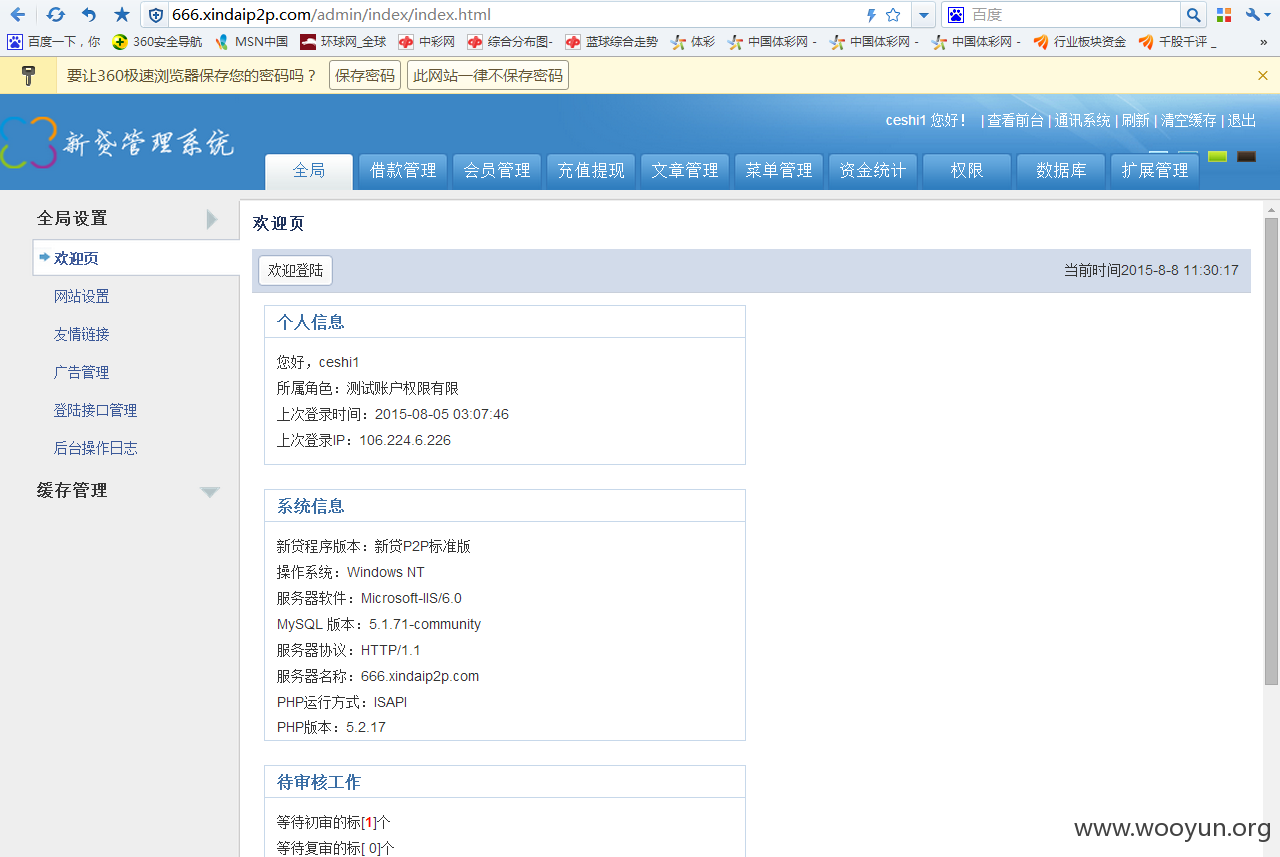 666.xindaip2p.com/admin/index/index.html
百度
百度一下，你 360安全导航 MSN中国 环球网_全球 中彩网 综合分布图- 蓝球综合走势 体彩 中国体彩网 - 中国体彩网 - 中国体彩网 - 行业板块资金 千股千评 _ »
要让360极速浏览器保存您的密码吗？ 保存密码 此网站一律不保存密码
ceshi1 您好！ | 查看前台 | 通讯系统 | 刷新 | 清空缓存 | 退出
新贷管理系统
全局 借款管理 会员管理 充值提现 文章管理 菜单管理 资金统计 权限 数据库 扩展管理
全局设置
欢迎页
网站设置
友情链接
广告管理
登陆接口管理
后台操作日志
缓存管理
欢迎页
欢迎登陆 当前时间2015-8-8 11:30:17
个人信息
您好，ceshi1
所属角色：测试账户权限有限
上次登录时间：2015-08-05 03:07:46
上次登录IP：106.224.6.226
系统信息
新贷程序版本：新贷P2P标准版
操作系统：Windows NT
服务器软件：Microsoft-IIS/6.0
MySQL 版本：5.1.71-community
服务器协议：HTTP/1.1
服务器名称：666.xindaip2p.com
PHP运行方式：ISAPI
PHP版本：5.2.17
待审核工作
等待初审的标[1]个
等待复审的标[ 0]个
www.wooyun.org